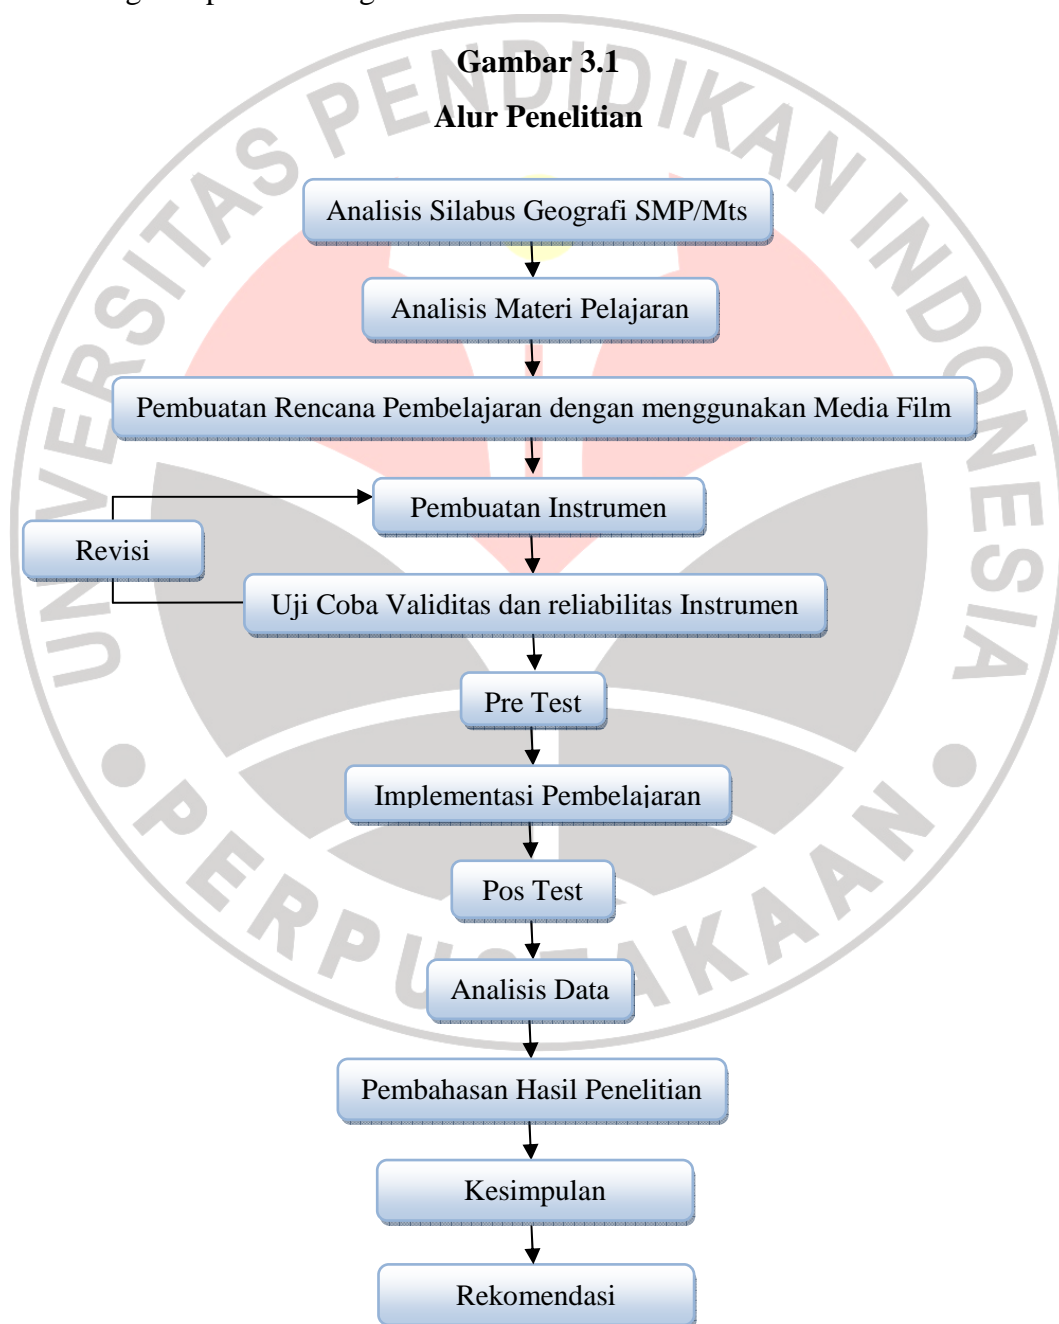 Gambar 3.1
Alur Penelitian
Analisis Silabus Geografi SMP/Mts
Analisis Materi Pelajaran
Pembuatan Rencana Pembelajaran dengan menggunakan Media Film
Pembuatan Instrumen
Revisi
Uji Coba Validitas dan reliabilitas Instrumen
Pre Test
Implementasi Pembelajaran
Pos Test
Analisis Data
Pembahasan Hasil Penelitian
Kesimpulan
Rekomendasi
UNIVERSITAS PENDIDIKAN INDONESIA
PERPUSTAKAAN